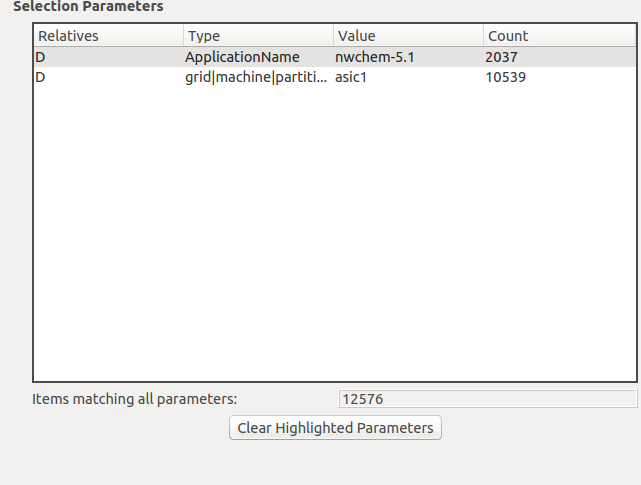 Selection Parameters
Relatives Type Value Count
D ApplicationName nwchem-5.1 2037
D grid|machine|partiti... asic1 10539
Items matching all parameters: 12576
Clear Highlighted Parameters